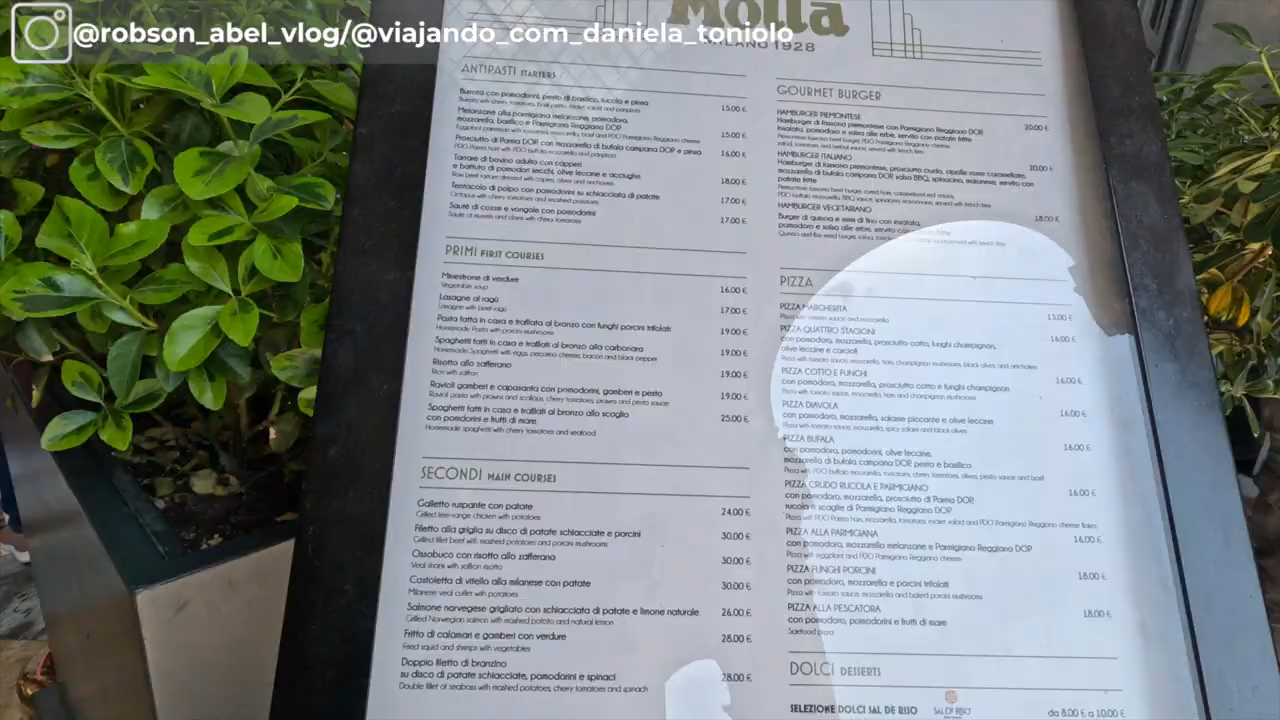 @robson_abel_vlog/@viajando_com_daniela_toniolo
Motta
MILANO 1928
ANTIPASTI STARTERS
Burrata con pomodorini, pesto di basilico, rucola e pinsa 15.00 €
Burrata with cherry tomatoes, basil pesto, rocket salad and
Melanzane alla parmigiana melanzane, pomodoro,
mozzarella, basilico e Parmigiano Reggiano DOP 15.00 €
Eggplant parmesan with tomatoes, mozzarella, basil and PDO Parmigiano Reggiano cheese
Prosciutto di Parma DOP con mozzarella di bufala campana DOP e pinsa 16.00 €
PDO Parma ham with PDO buffalo mozzarella and
Tartare di bovino adulto con capperi
e battuto di pomodori secchi, olive leccine e acciughe 18.00 €
Raw beef tartare dressed with capers, olives and anchovies
Tentacolo di polpo con pomodorini su schiacciata di patate 17.00 €
Octopus with cherry tomatoes and mashed potatoes
Sauté di cozze e vongole con pomodorini 17.00 €
Sauté of mussels and clams with cherry tomatoes
PRIMI FIRST COURSES
Minestrone di verdure 16.00 €
Vegetable soup
Lasagne al ragù 17.00 €
Lasagne with beef ragù
Pasta fatta in casa e trafilata al bronzo con funghi porcini trifolati 19.00 €
Homemade Pasta with porcini mushrooms
Spaghetti fatti in casa e trafilati al bronzo alla carbonara 19.00 €
Homemade Spaghetti with eggs, pecorino cheese, bacon and black pepper
Risotto allo zafferano 19.00 €
Rice with saffron
Ravioli gamberi e capasanta con pomodorini, gamberi e pesto 19.00 €
Ravioli pasta with prawns and scallops, cherry tomatoes, prawns and pesto sauce
Spaghetti fatti in casa e trafilati al bronzo allo scoglio
con pomdorini e frutti di mare 25.00 €
Homemade spaghetti with cherry tomatoes and seafood
SECONDI MAIN COURSES
Galletto ruspante con patate 24.00 €
Grilled free-range chicken with potatoes
Filetto alla griglia su disco di patate schiacciate e porcini 30.00 €
Grilled fillet beef with mashed potatoes and porcini mushrooms
Ossobuco con risotto allo zafferano 30.00 €
Veal shank with saffron risotto
Costoletta di vitello alla milanese con patate 30.00 €
Milanese veal cutlet with potatoes
Salmone norvegese grigliato con schiacciata di patate e limone naturale 26.00 €
Grilled Norwegian salmon with mashed potato and natural lemon
Fritto di calamari e gamberi con verdure 28.00 €
Fried squid and shrimps with vegetables
Doppio filetto di branzino
su disco di patate schiacciate, pomodorini e spinaci 28.00 €
Double fillet of seabass with mashed potatoes, cherry tomatoes and spinach
GOURMET BURGER
HAMBURGER PIEMONTESE
Hamburger di fassona piemontese con Parmigiano Reggiano DOP 20.00 €
insalata, pomodoro e salsa alle erbe, servito con patate fritte
Piemontese fassona beef burger, PDO Parmigiano Reggiano cheese,
salad, tomatoes and herbal sauce, served with french fries
HAMBURGER ITALIANO
Hamburger di fassona piemontese, prosciutto crudo, cipolle rosse caramellate, 20.00 €
mozzarella di bufala campana DOP, salsa BBQ, spinacino, maionese, servito con
patate fritte
Piemontese fassona beef burger, cured ham, caramelised red onions,
PDO buffalo mozzarella, BBQ sauce, spinach, mayonnaise, served with french fries
HAMBURGER VEGETARIANO
Burger di quinoa e semi di lino con insalata, 18.00 €
pomodoro e salsa alle erbe, servito con patate fritte
Quinoa and flax-seed burger, salad, served with french fries
PIZZA
PIZZA MARGHERITA 13.00 €
Pizza with tomato sauce and mozzarella
PIZZA QUATTRO STAGIONI
con pomodoro, mozzarella, prosciutto cotto, funghi champignon, 16.00 €
olive leccine e carciofi
Pizza with tomato sauce, mozzarella, ham, champignon mushrooms, black olives and artichokes
PIZZA COTTO E FUNGHI
con pomodoro, mozzarella, prosciutto cotto e funghi champignon 16.00 €
Pizza with tomato sauce, mozzarella, ham and champignon mushrooms
PIZZA DIAVOLA
con pomodoro, mozzarella, salame piccante e olive leccine 16.00 €
Pizza with tomato sauce, mozzarella, spicy salami and black olives
PIZZA BUFALA
con pomodoro, pomodorini, olive leccine, 16.00 €
mozzarella di bufala campana DOP, pesto e basilico
Pizza with PDO buffalo mozzarella, tomatoes, cherry tomatoes, olives, pesto sauce and basil
PIZZA CRUDO RUCOLA E PARMIGIANO
con pomodoro, mozzarella, prosciutto di Parma DOP, 16.00 €
rucola e scaglie di Parmigiano Reggiano DOP
Pizza with PDO Parma ham, mozzarella, tomatoes, rocket salad and PDO Parmigiano Reggiano cheese flakes
PIZZA ALLA PARMIGIANA
con pomodoro, mozzarella melanzane e Parmigiano Reggiano DOP 16.00 €
Pizza with eggplant and PDO Parmigiano Reggiano cheese
PIZZA FUNGHI PORCINI
con pomodoro, mozzarella e porcini trifolati 18.00 €
Pizza with tomato sauce, mozzarella and baked porcini mushrooms
PIZZA ALLA PESCATORA
con pomodoro, pomodorini e frutti di mare 18.00 €
Seafood pizza
DOLCI DESSERTS
SELEZIONE DOLCI SAL DE RISO SAL DE RISO da 8.00 € a 10.00 €